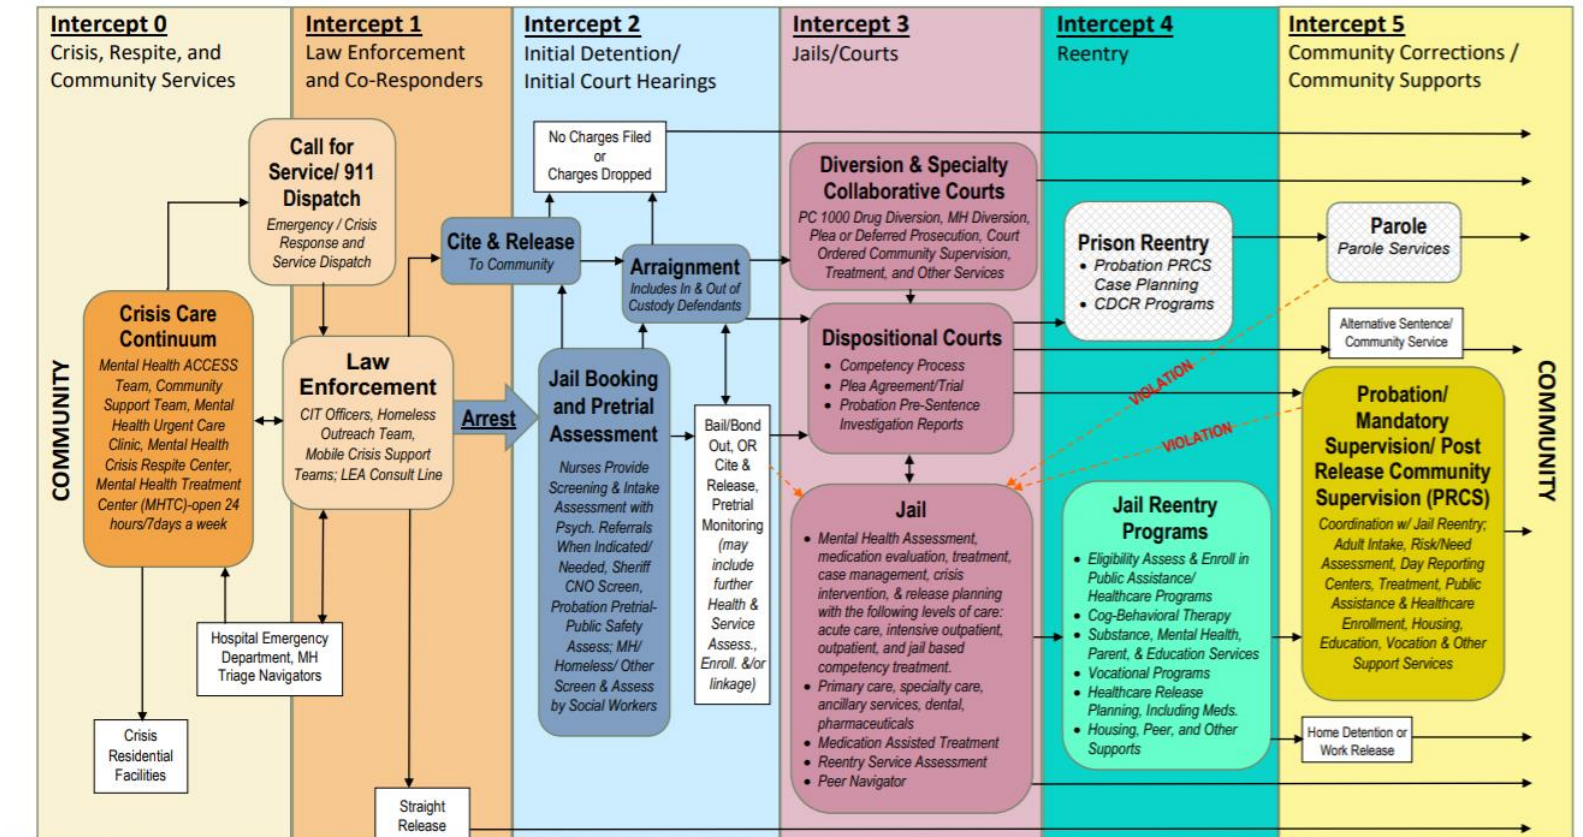 Intercept 0
Crisis, Respite, and
Community Services
Intercept 1
Law Enforcement
and Co-Responders
Intercept 2
Initial Detention/
Initial Court Hearings
Intercept 3
Jails/Courts
Intercept 4
Reentry
Intercept 5
Community Corrections /
Community Supports
COMMUNITY
Call for
Service/ 911
Dispatch
Emergency / Crisis
Response and
Service Dispatch
Crisis Care
Continuum
Mental Health ACCESS
Team, Community
Support Team, Mental
Health Urgent Care
Clinic, Mental Health
Crisis Respite Center,
Mental Health Treatment
Center (MHTC)-open 24
hours/7days a week
Law
Enforcement
CIT Officers, Homeless
Outreach Team,
Mobile Crisis Support
Teams; LEA Consult Line
Hospital Emergency
Department, MH
Triage Navigators
Crisis
Residential
Facilities
Straight
Release
Arrest
No Charges Filed
or
Charges Dropped
Cite & Release
To Community
Arraignment
Includes In & Out of
Custody Defendants
Jail Booking
and Pretrial
Assessment
Nurses Provide
Screening & Intake
Assessment with
Psych. Referrals
When Indicated/
Needed, Sheriff
CNO Screen,
Probation Pretrial-
Public Safety
Assess; MH/
Homeless/ Other
Screen & Assess
by Social Workers
Bail/Bond
Out, OR
Cite &
Release,
Pretrial
Monitoring
(may
include
further
Health &
Service
Assess.,
Enroll. &/or
linkage)
Diversion & Specialty
Collaborative Courts
PC 1000 Drug Diversion, MH Diversion,
Plea or Deferred Prosecution, Court
Ordered Community Supervision,
Treatment, and Other Services
Dispositional Courts
• Competency Process
• Plea Agreement/Trial
• Probation Pre-Sentence
Investigation Reports
Jail
• Mental Health Assessment,
medication evaluation, treatment,
case management, crisis
intervention, & release planning
with the following levels of care:
acute care, intensive outpatient,
outpatient, and jail based
competency treatment.
• Primary care, specialty care,
ancillary services, dental,
pharmaceuticals
• Medication Assisted Treatment
• Reentry Service Assessment
• Peer Navigator
Prison Reentry
• Probation PRCS
Case Planning
• CDCR Programs
VIOLATION
VIOLATION
Jail Reentry
Programs
• Eligibility Assess & Enroll in
Public Assistance/
Healthcare Programs
• Cog-Behavioral Therapy
• Substance, Mental Health,
Parent, & Education Services
• Vocational Programs
• Healthcare Release
Planning, Including Meds.
• Housing, Peer, and Other
Supports
Parole
Parole Services
Alternative Sentence/
Community Service
Probation/
Mandatory
Supervision/ Post
Release Community
Supervision (PRCS)
Coordination w/ Jail Reentry;
Adult Intake, Risk/Need
Assessment, Day Reporting
Centers, Treatment, Public
Assistance & Healthcare
Enrollment, Housing,
Education, Vocation & Other
Support Services
Home Detention or
Work Release
COMMUNITY